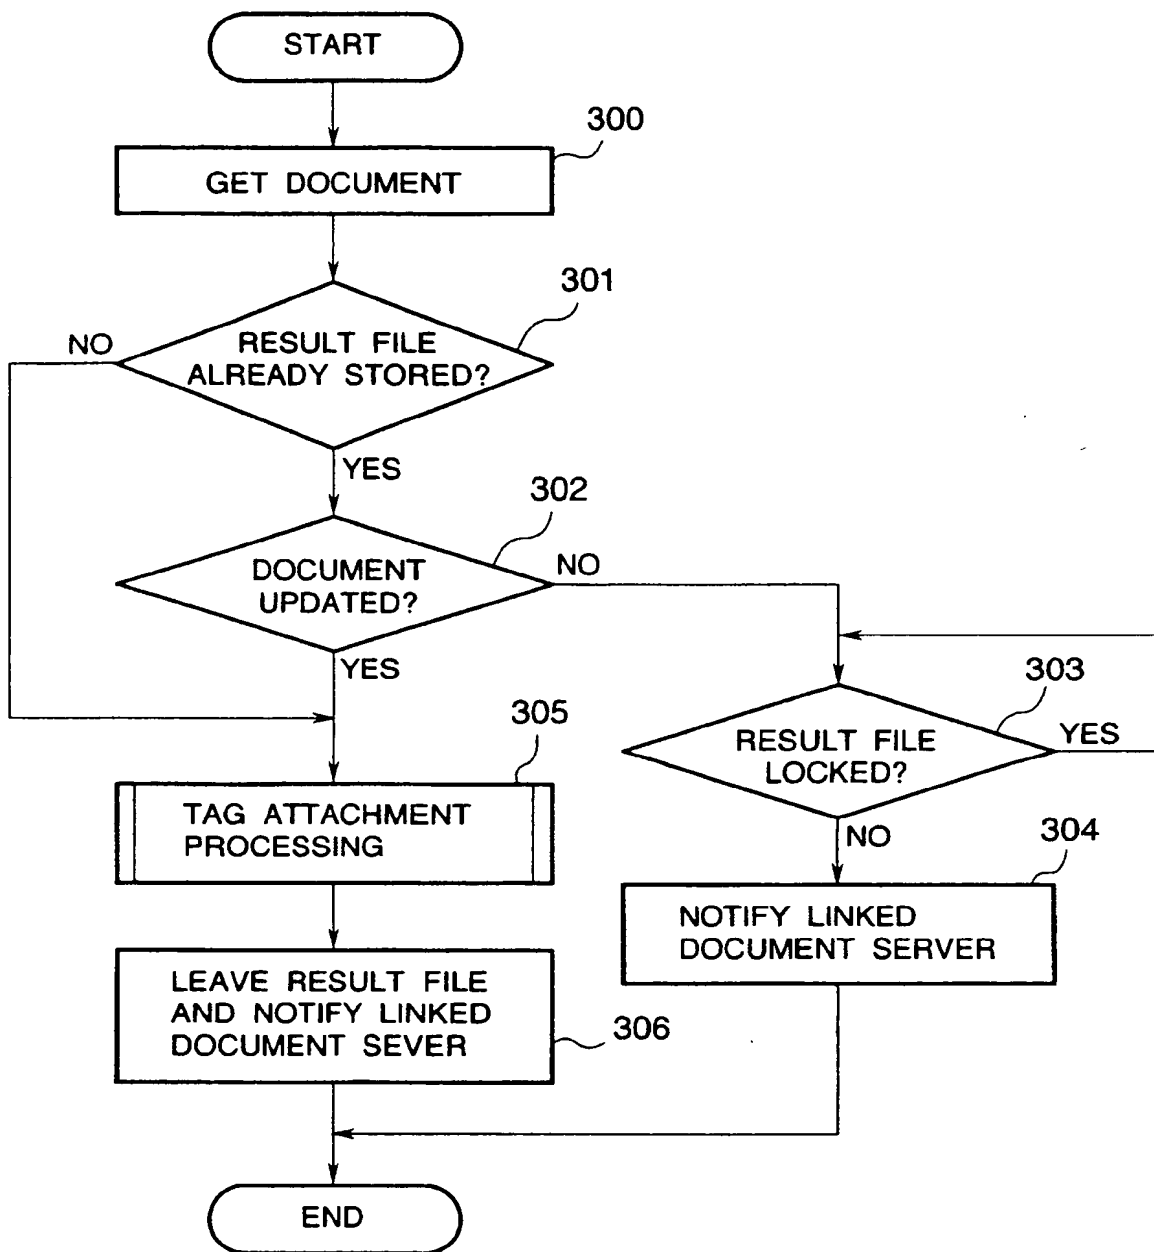 START
300
GET DOCUMENT
301
NO
RESULT FILE
ALREADY STORED?
YES
302
DOCUMENT
UPDATED?
NO
YES
303
RESULT FILE
LOCKED?
YES
NO
305
TAG ATTACHMENT
PROCESSING
304
NOTIFY LINKED
DOCUMENT SERVER
LEAVE RESULT FILE
AND NOTIFY LINKED
DOCUMENT SEVER
306
END